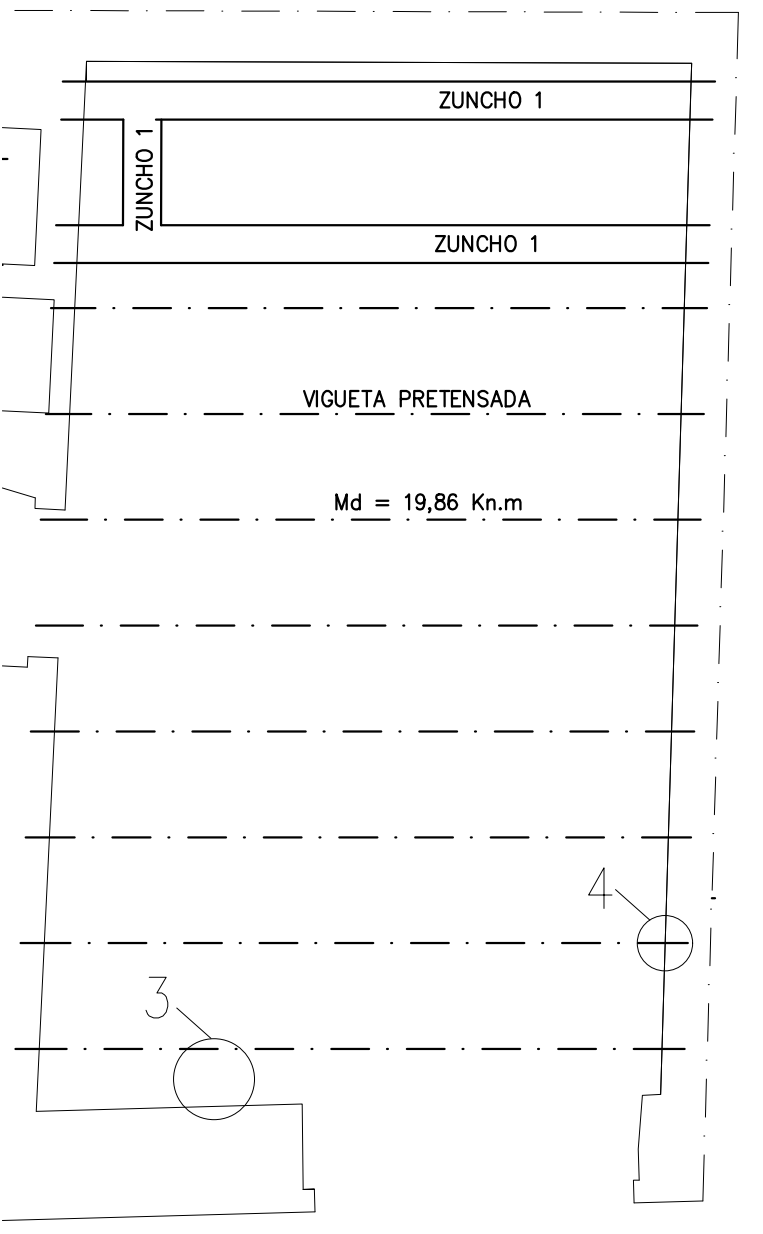 ZUNCHO 1
ZUNCHO 1
ZUNCHO 1
VIGUETA PRETENSADA
Md = 19,86 Kn.m
4
3